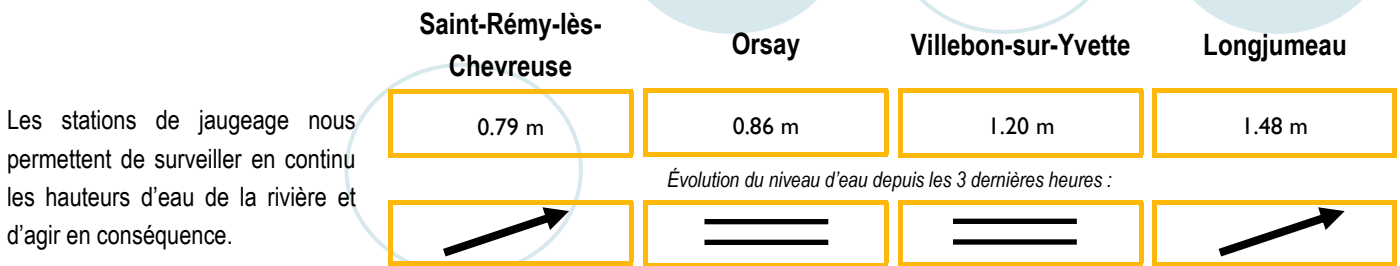 Saint-Rémy-lès-
Chevreuse
Orsay
Villebon-sur-Yvette
Longjumeau
Les stations de jaugeage nous
permettent de surveiller en continu
les hauteurs d'eau de la rivière et
d'agir en conséquence.
0.79 m
0.86 m
1.20 m
1.48 m
Évolution du niveau d'eau depuis les 3 dernières heures :